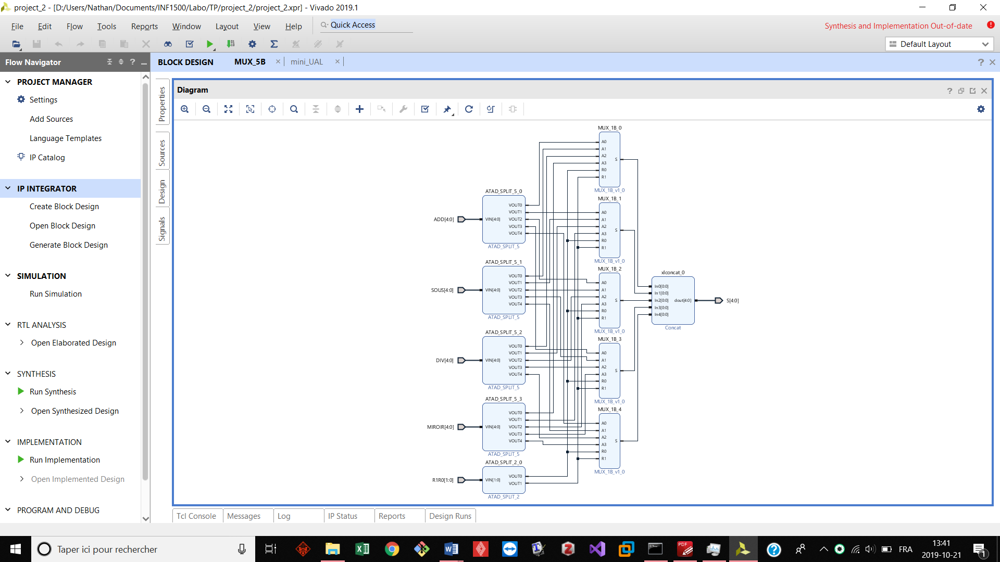 project_2 - [D:/Users/Nathan/Documents/INF1500/Labo/TP/project_2/project_2.xpr] - Vivado 2019.1
File Edit Flow Tools Reports Window Layout View Help Quick Access
Synthesis and Implementation Out-of-date
Default Layout
Flow Navigator
PROJECT MANAGER
Settings
Add Sources
Language Templates
IP Catalog
IP INTEGRATOR
Create Block Design
Open Block Design
Generate Block Design
SIMULATION
Run Simulation
RTL ANALYSIS
Open Elaborated Design
SYNTHESIS
Run Synthesis
Open Synthesized Design
IMPLEMENTATION
Run Implementation
Open Implemented Design
PROGRAM AND DEBUG
BLOCK DESIGN MUX_5B mini_UAL
Properties
Sources
Design
Signals
Diagram
ADD[4:0]
ATAD_SPLIT_5_0
VIN[4:0]
VOUT0
VOUT1
VOUT2
VOUT3
VOUT4
ATAD_SPLIT_5
SOUS[4:0]
ATAD_SPLIT_5_1
VIN[4:0]
VOUT0
VOUT1
VOUT2
VOUT3
VOUT4
ATAD_SPLIT_5
DIV[4:0]
ATAD_SPLIT_5_2
VIN[4:0]
VOUT0
VOUT1
VOUT2
VOUT3
VOUT4
ATAD_SPLIT_5
MIROIR[4:0]
ATAD_SPLIT_5_3
VIN[4:0]
VOUT0
VOUT1
VOUT2
VOUT3
VOUT4
ATAD_SPLIT_5
R1R0[1:0]
ATAD_SPLIT_2_0
VIN[1:0]
VOUT0
VOUT1
ATAD_SPLIT_2
MUX_1B_0
A0
A1
A2
A3
R0
R1
S
MUX_1B_v1_0
MUX_1B_1
A0
A1
A2
A3
R0
R1
S
MUX_1B_v1_0
MUX_1B_2
A0
A1
A2
A3
R0
R1
S
MUX_1B_v1_0
MUX_1B_3
A0
A1
A2
A3
R0
R1
S
MUX_1B_v1_0
MUX_1B_4
A0
A1
A2
A3
R0
R1
S
MUX_1B_v1_0
xlconcat_0
In0[0:0]
In1[0:0]
In2[0:0]
In3[0:0]
In4[0:0]
dout[4:0]
Concat
S[4:0]
Tcl Console Messages Log IP Status Reports Design Runs
Taper ici pour rechercher
PDF
FRA
13:41
2019-10-21
1